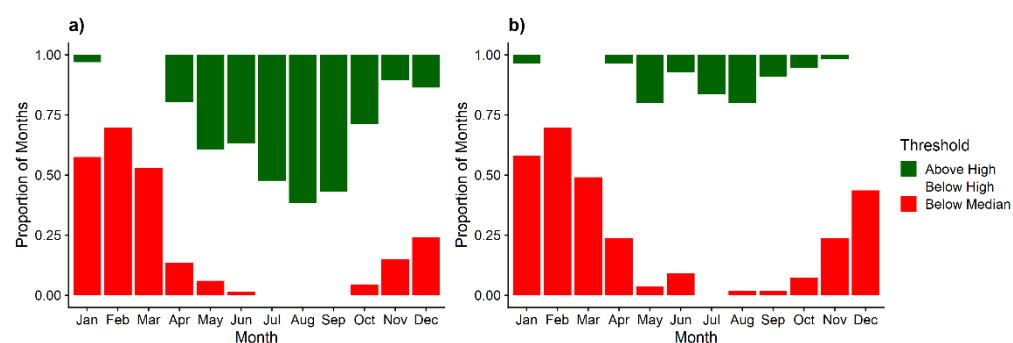 a)
b)
Proportion of Months
1.00
0.75
0.50
0.25
0.00
Jan Feb Mar Apr May Jun Jul Aug Sep Oct Nov Dec
Month
Proportion of Months
1.00
0.75
0.50
0.25
0.00
Jan Feb Mar Apr May Jun Jul Aug Sep Oct Nov Dec
Month
Threshold
Above High
Below High
Below Median